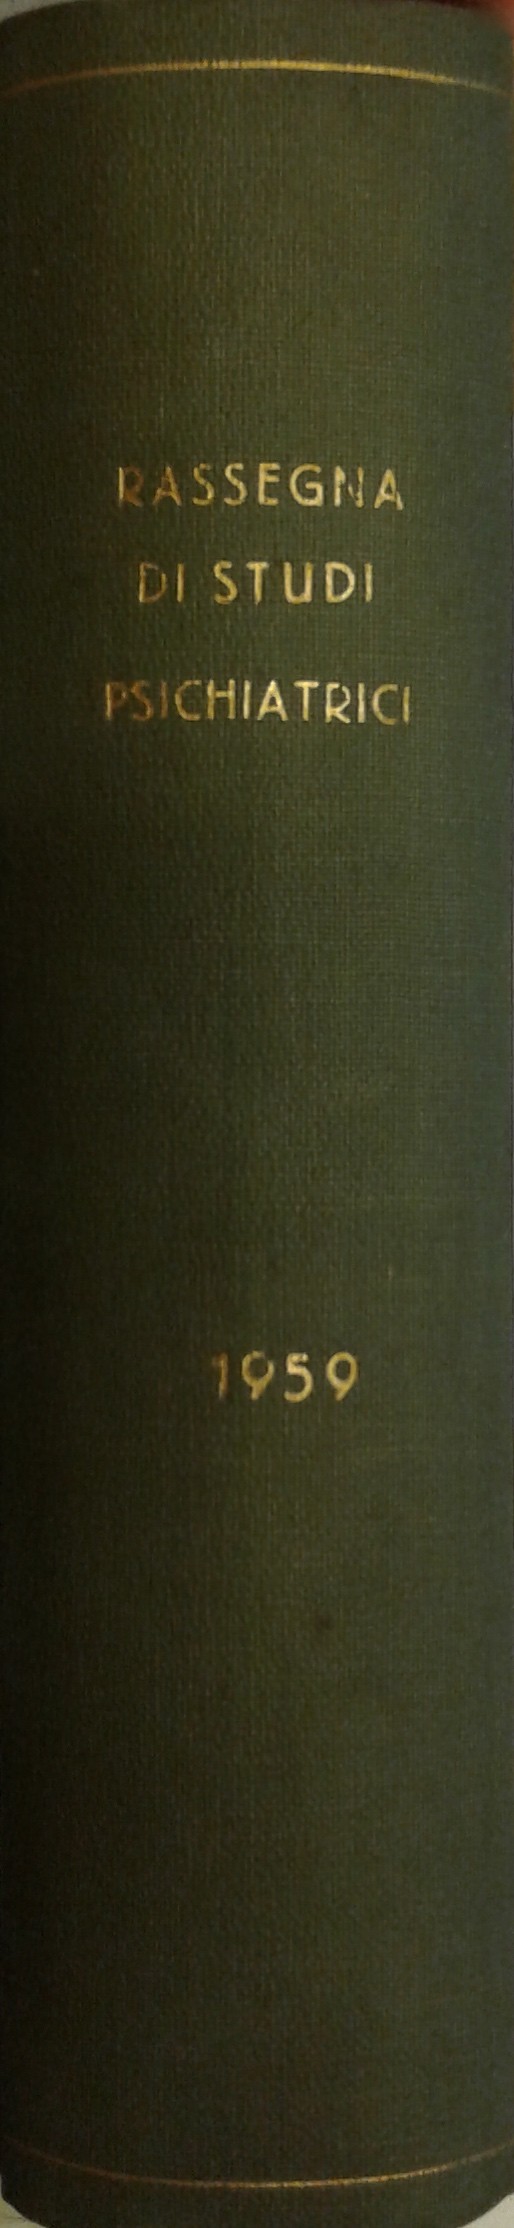 RASSEGNA
DI STUDI
PSICHIATRICI
1959